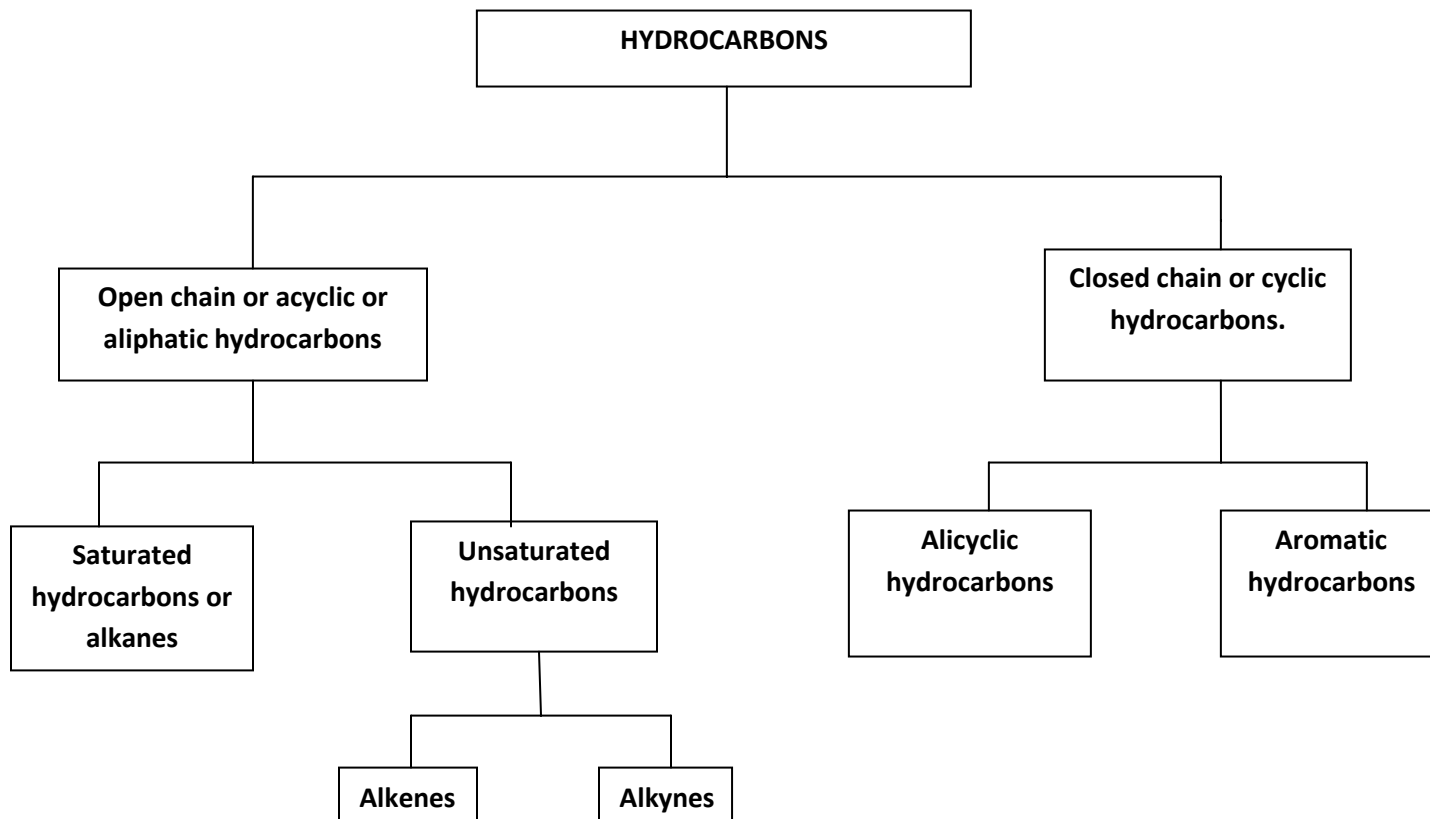 HYDROCARBONS
Open chain or acyclic or
aliphatic hydrocarbons
Closed chain or cyclic
hydrocarbons.
Saturated
hydrocarbons or
alkanes
Unsaturated
hydrocarbons
Alicyclic
hydrocarbons
Aromatic
hydrocarbons
Alkenes
Alkynes